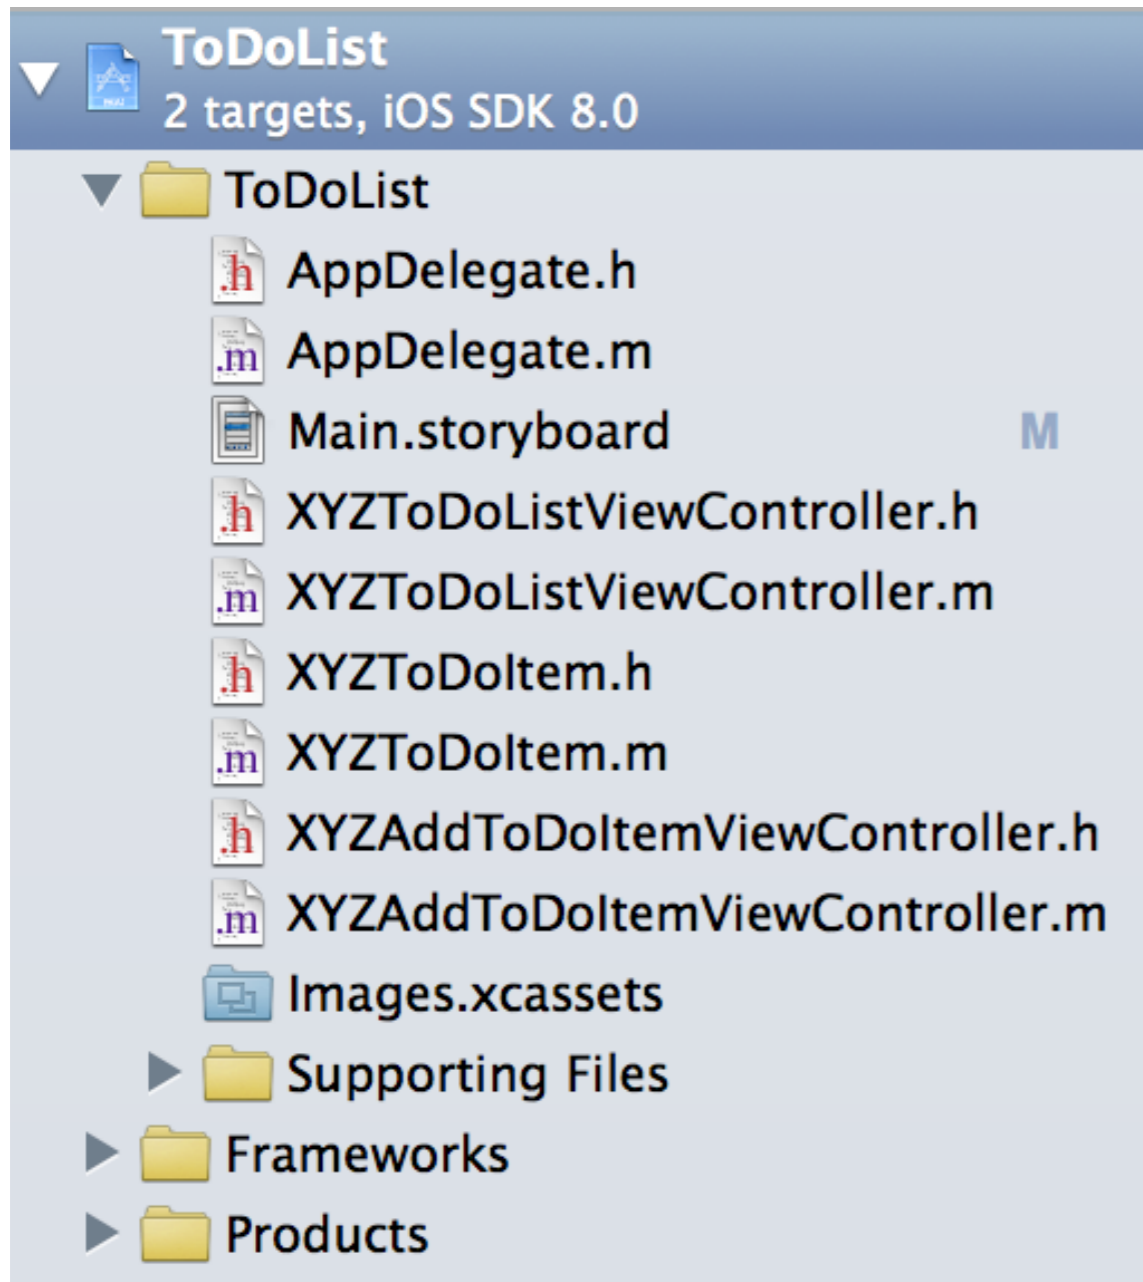 ToDoList
2 targets, iOS SDK 8.0
ToDoList
.h AppDelegate.h
.m AppDelegate.m
Main.storyboard M
.h XYZToDoListViewController.h
.m XYZToDoListViewController.m
.h XYZToDoItem.h
.m XYZToDoItem.m
.h XYZAddToDoItemViewController.h
.m XYZAddToDoItemViewController.m
Images.xcassets
Supporting Files
Frameworks
Products